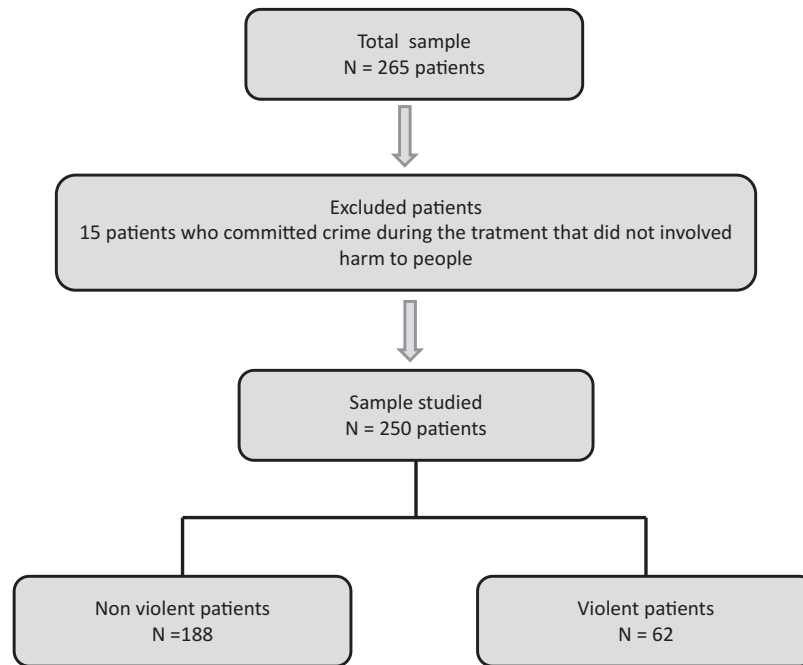 Total sample
N = 265 patients
Excluded patients
15 patients who committed crime during the tratment that did not involved
harm to people
Sample studied
N = 250 patients
Non violent patients
N =188
Violent patients
N = 62